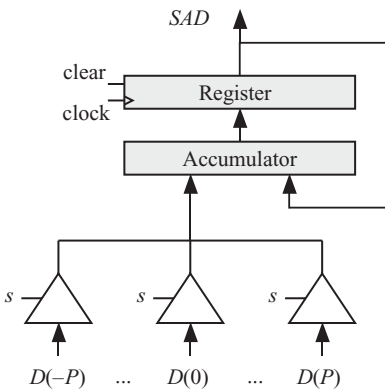 SAD
clear
Register
clock
Accumulator
s s s
D(−P) ... D(0) ... D(P)